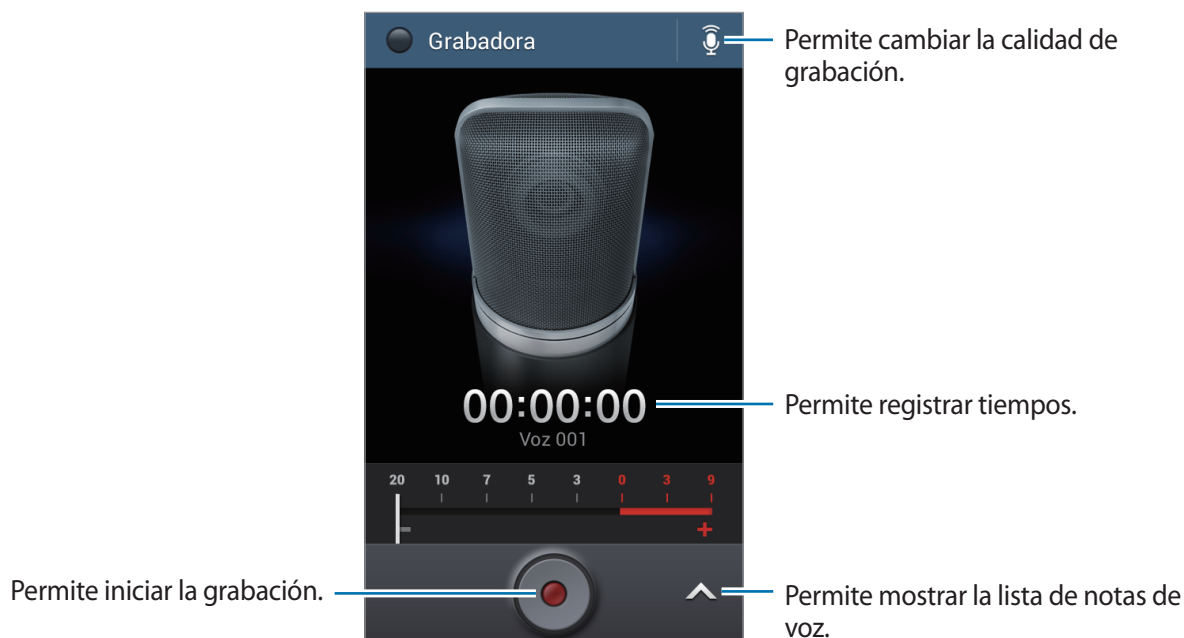 Grabadora
Permite cambiar la calidad de
grabación.
00:00:00
Permite registrar tiempos.
Voz 001
20 10 7 5 3 0 3 9
- +
Permite iniciar la grabación.
Permite mostrar la lista de notas de
voz.